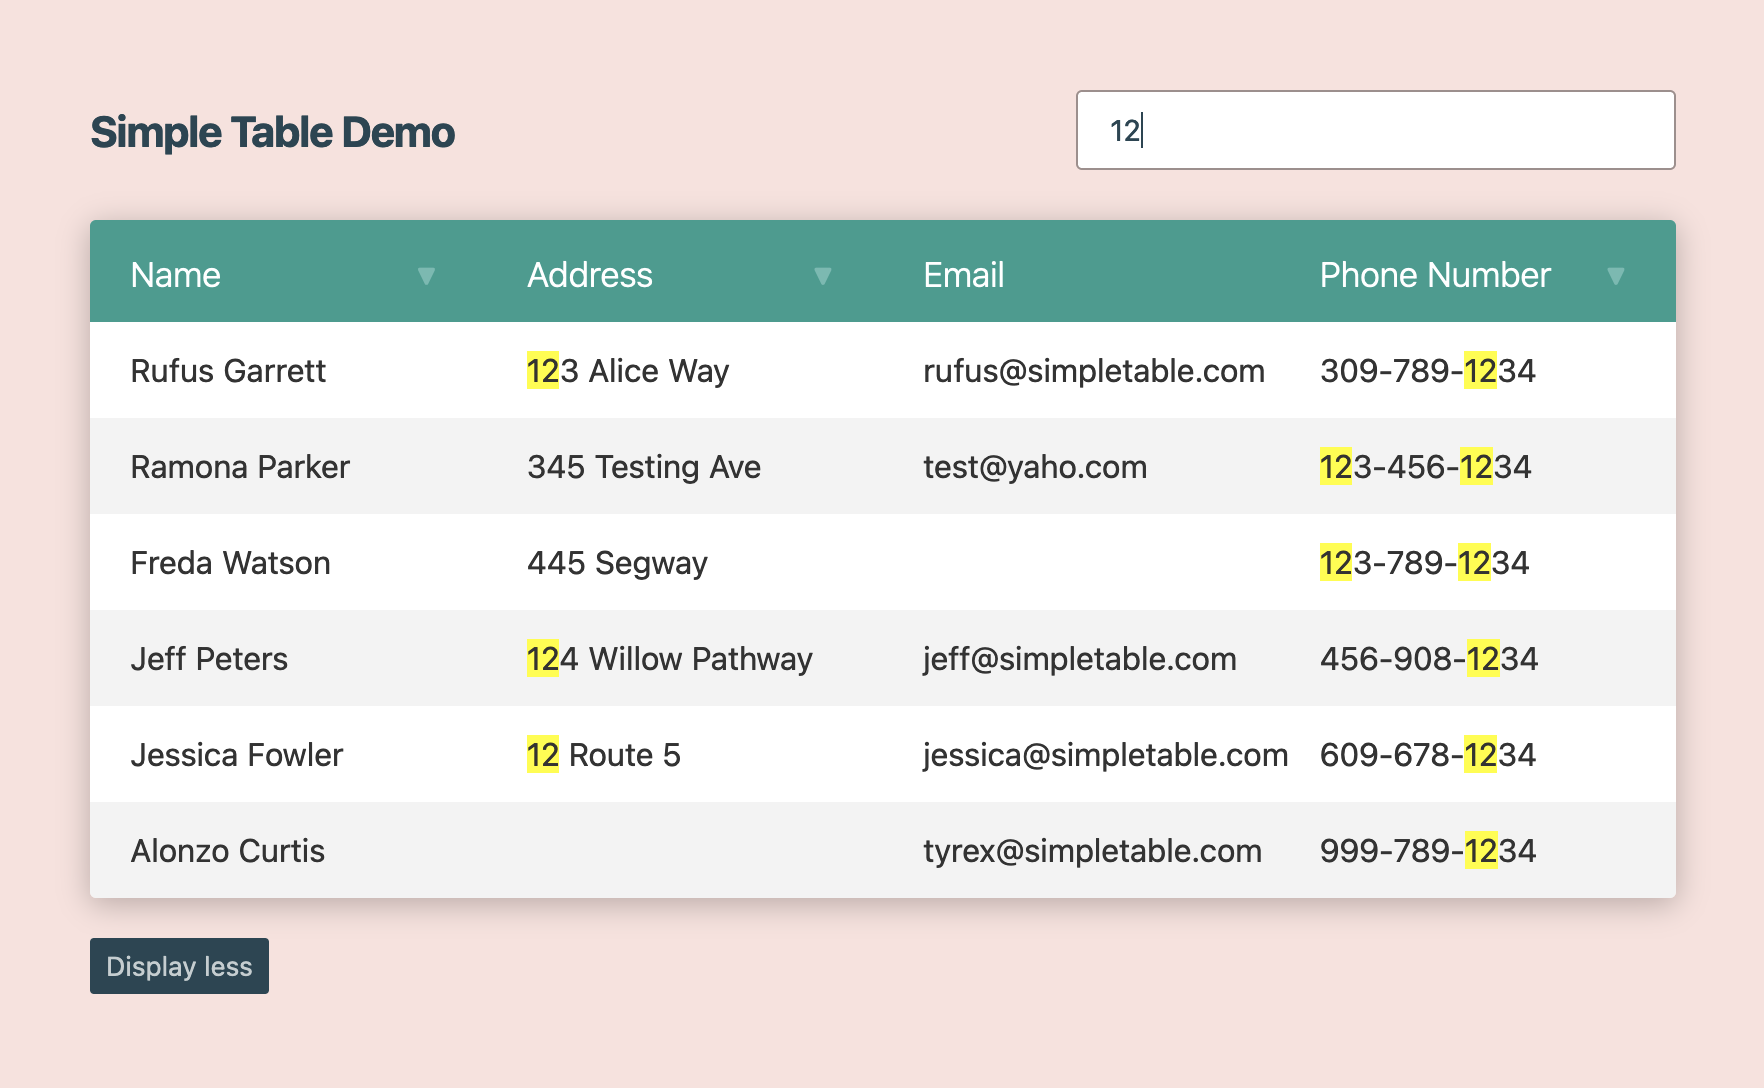 Simple Table Demo
12
Name Address Email Phone Number
Rufus Garrett 123 Alice Way rufus@simpletable.com 309-789-1234
Ramona Parker 345 Testing Ave test@yaho.com 123-456-1234
Freda Watson 445 Segway 123-789-1234
Jeff Peters 124 Willow Pathway jeff@simpletable.com 456-908-1234
Jessica Fowler 12 Route 5 jessica@simpletable.com 609-678-1234
Alonzo Curtis tyrex@simpletable.com 999-789-1234
Display less